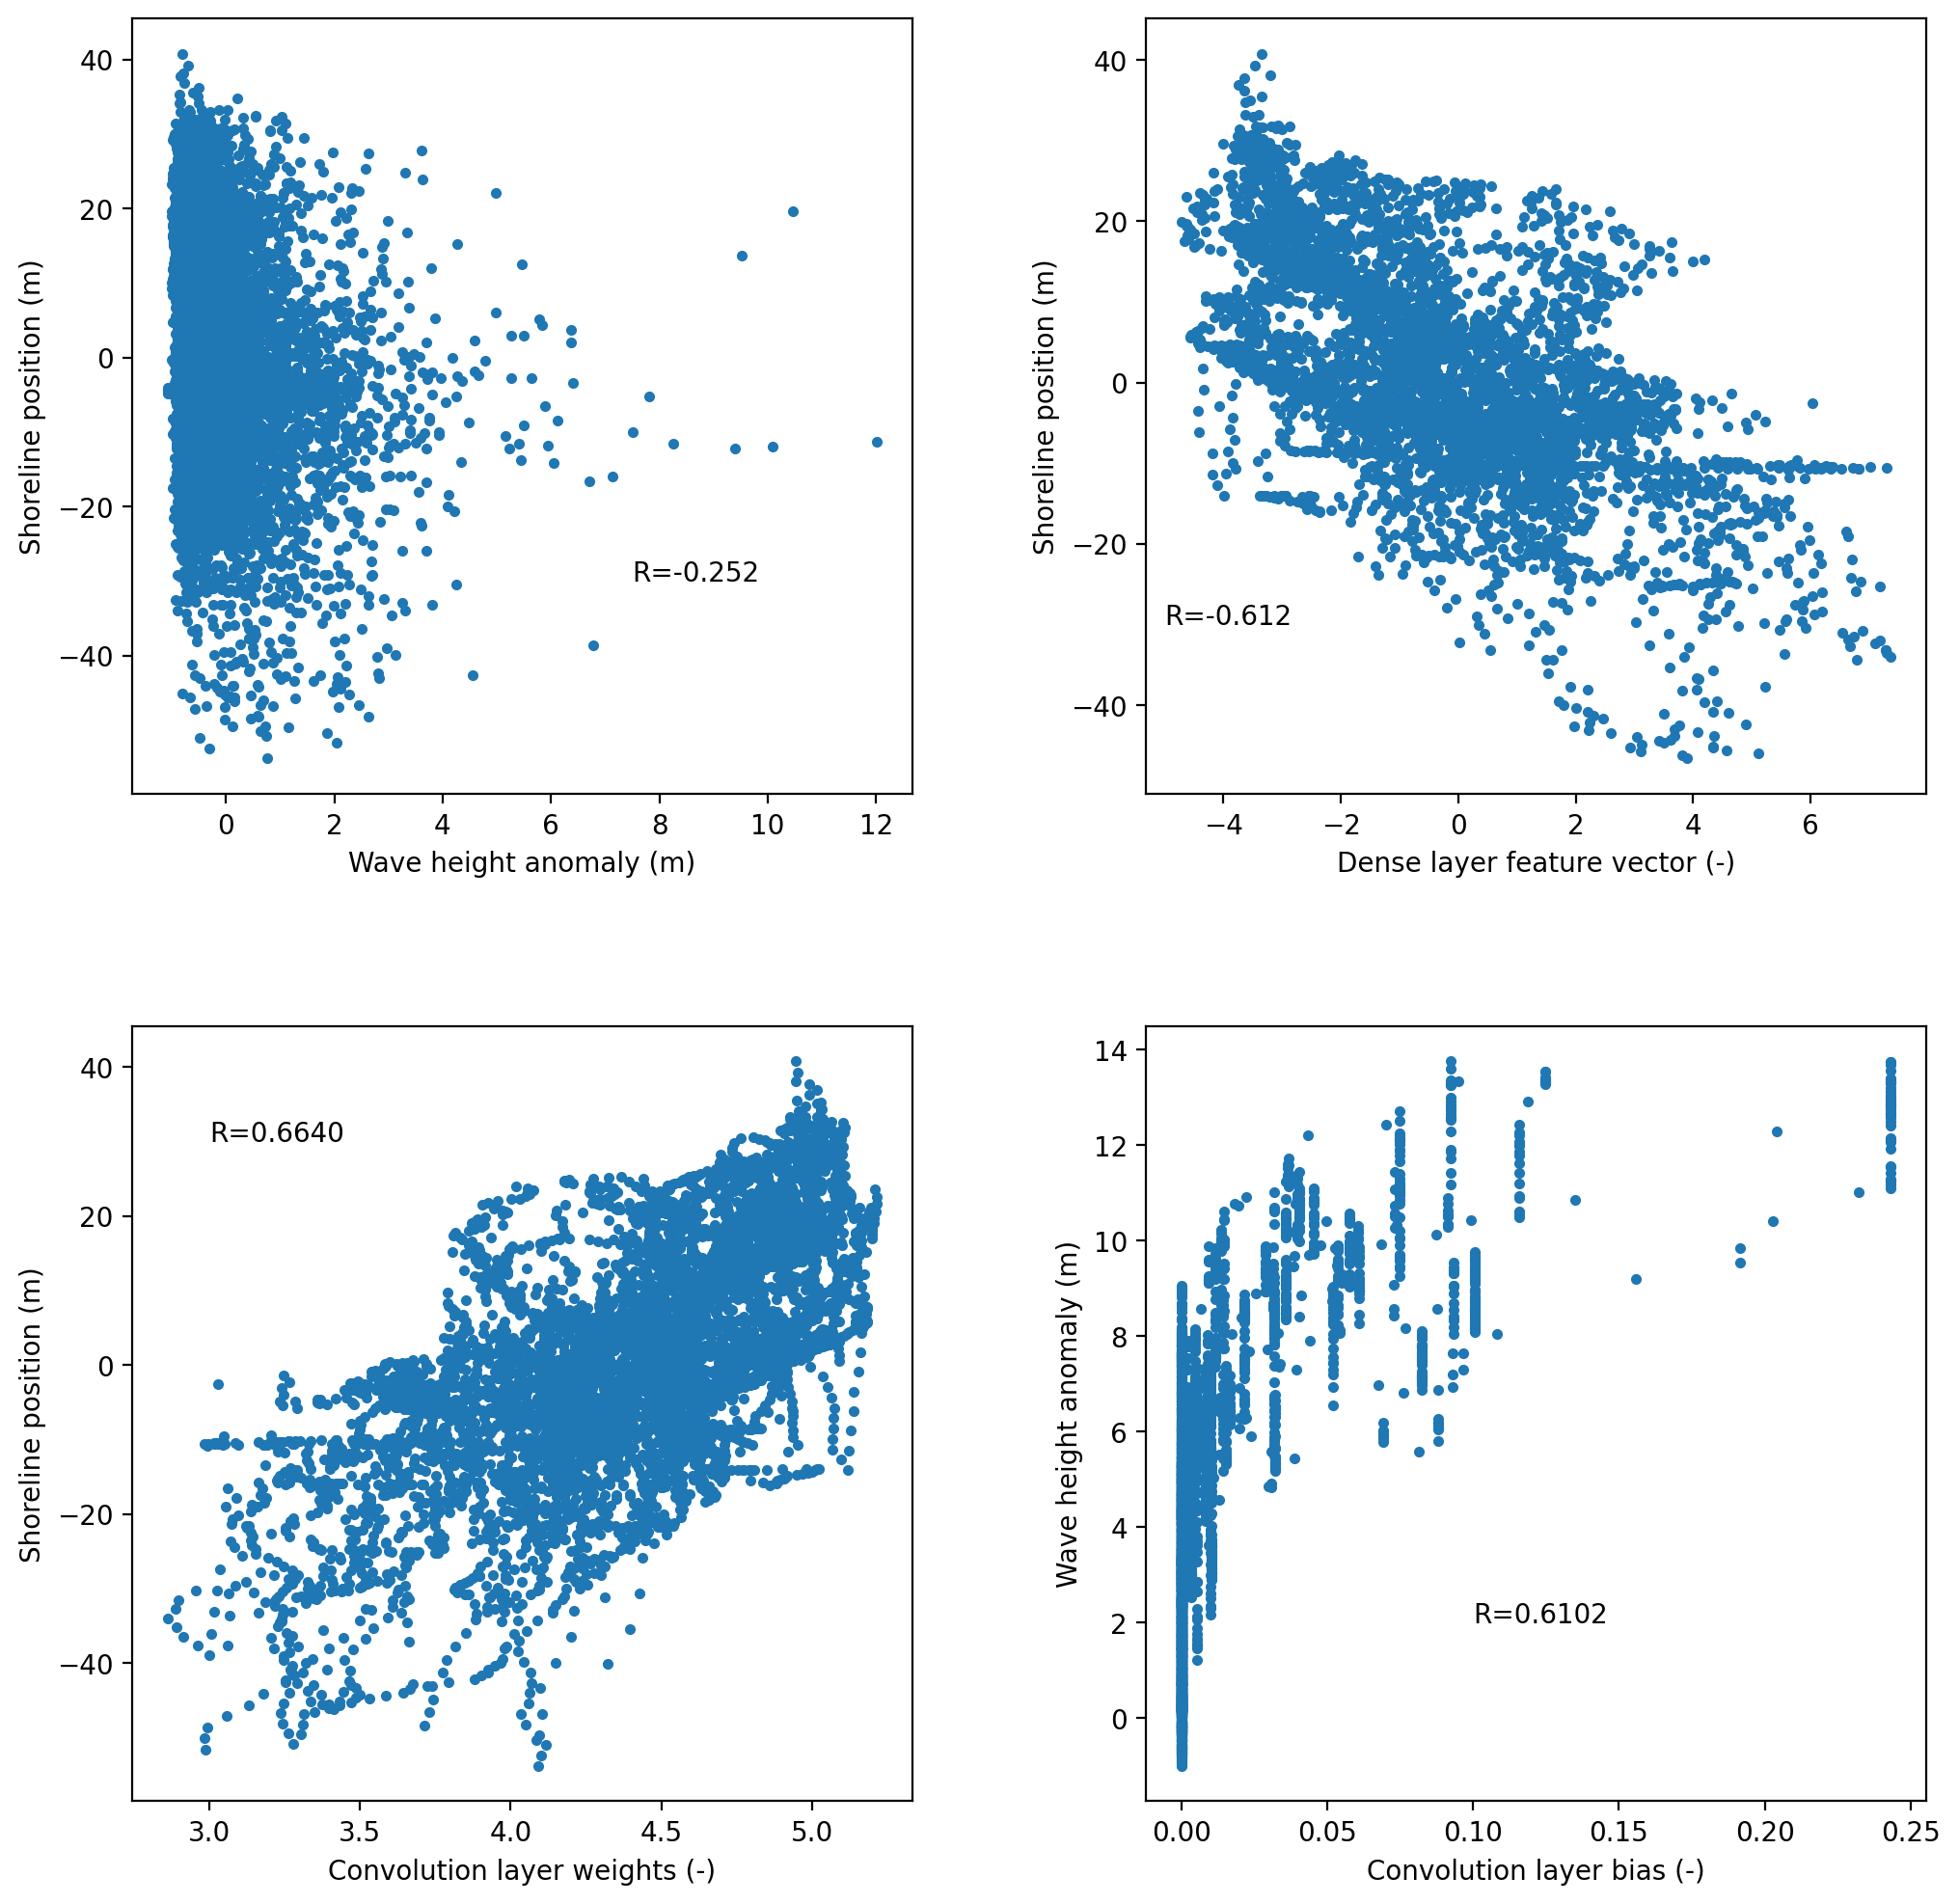 40
20
0
−20
−40
Shoreline position (m)
R=-0.252
0 2 4 6 8 10 12
Wave height anomaly (m)
40
20
0
−20
−40
Shoreline position (m)
R=-0.612
−4 −2 0 2 4 6
Dense layer feature vector (-)
40
20
0
−20
−40
Shoreline position (m)
R=0.6640
3.0 3.5 4.0 4.5 5.0
Convolution layer weights (-)
14
12
10
8
6
4
2
0
Wave height anomaly (m)
R=0.6102
0.00 0.05 0.10 0.15 0.20 0.25
Convolution layer bias (-)